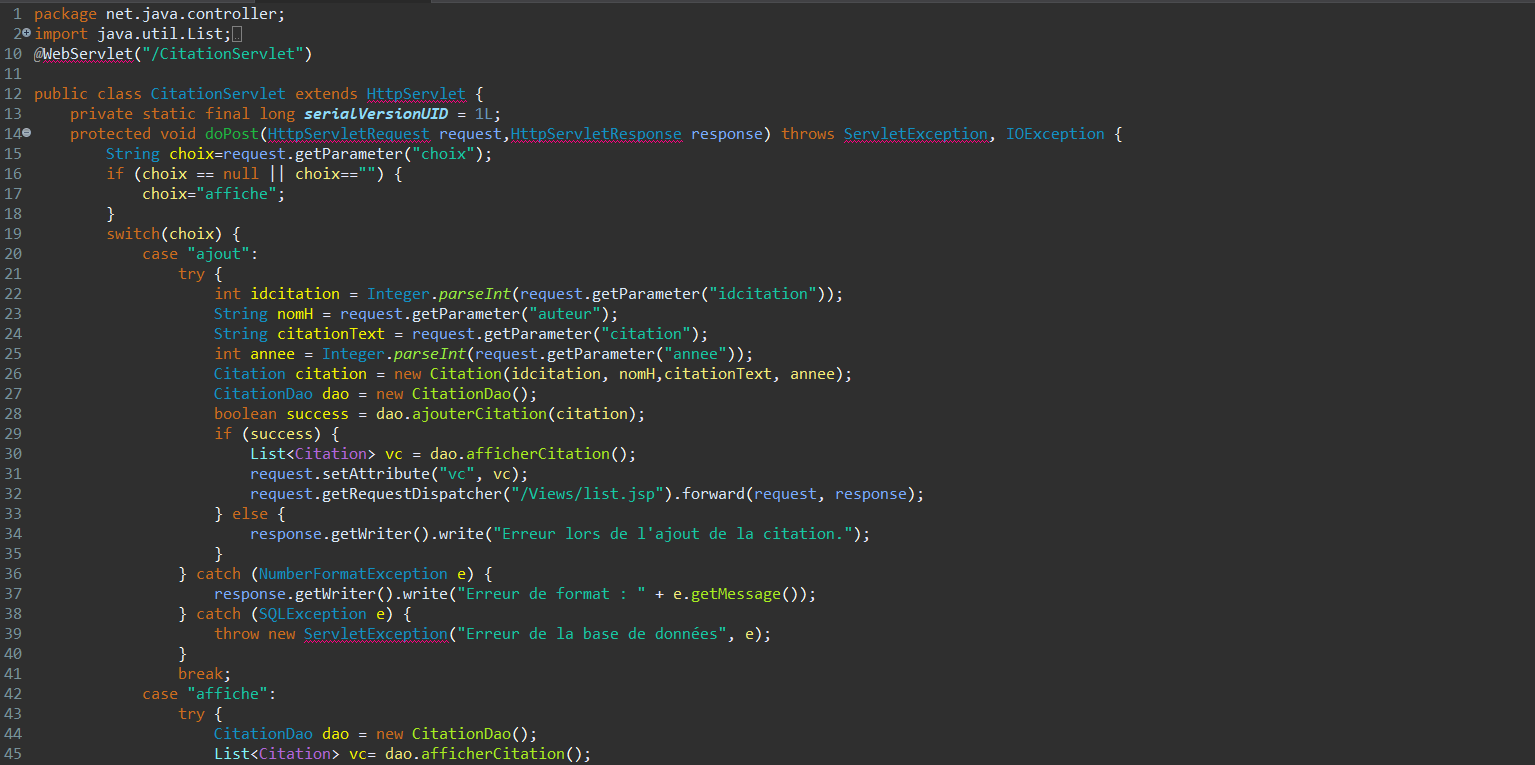 1 package net.java.controller;
2 import java.util.List;
10 @WebServlet("/CitationServlet")
11
12 public class CitationServlet extends HttpServlet {
13     private static final long serialVersionUID = 1L;
14     protected void doPost(HttpServletRequest request,HttpServletResponse response) throws ServletException, IOException {
15         String choix=request.getParameter("choix");
16         if (choix == null || choix=="") {
17             choix="affiche";
18         }
19         switch(choix) {
20             case "ajout":
21                 try {
22                     int idcitation = Integer.parseInt(request.getParameter("idcitation"));
23                     String nomH = request.getParameter("auteur");
24                     String citationText = request.getParameter("citation");
25                     int annee = Integer.parseInt(request.getParameter("annee"));
26                     Citation citation = new Citation(idcitation, nomH,citationText, annee);
27                     CitationDao dao = new CitationDao();
28                     boolean success = dao.ajouterCitation(citation);
29                     if (success) {
30                         List<Citation> vc = dao.afficherCitation();
31                         request.setAttribute("vc", vc);
32                         request.getRequestDispatcher("/Views/list.jsp").forward(request, response);
33                     } else {
34                         response.getWriter().write("Erreur lors de l'ajout de la citation.");
35                     }
36                 } catch (NumberFormatException e) {
37                     response.getWriter().write("Erreur de format : " + e.getMessage());
38                 } catch (SQLException e) {
39                     throw new ServletException("Erreur de la base de données", e);
40                 }
41                 break;
42             case "affiche":
43                 try {
44                     CitationDao dao = new CitationDao();
45                     List<Citation> vc= dao.afficherCitation();